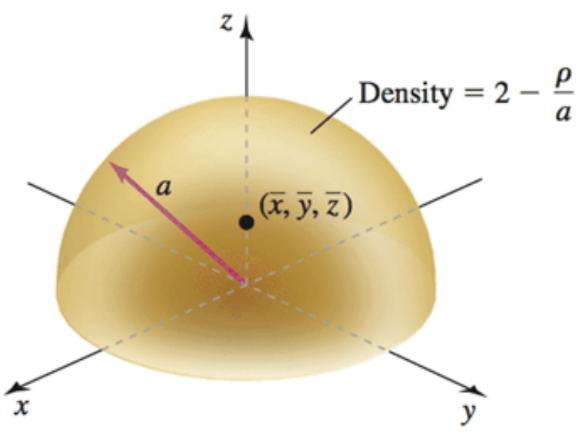 z
Density = 2 − ρ/a
a
(x̄, ȳ, z̄)
x
y